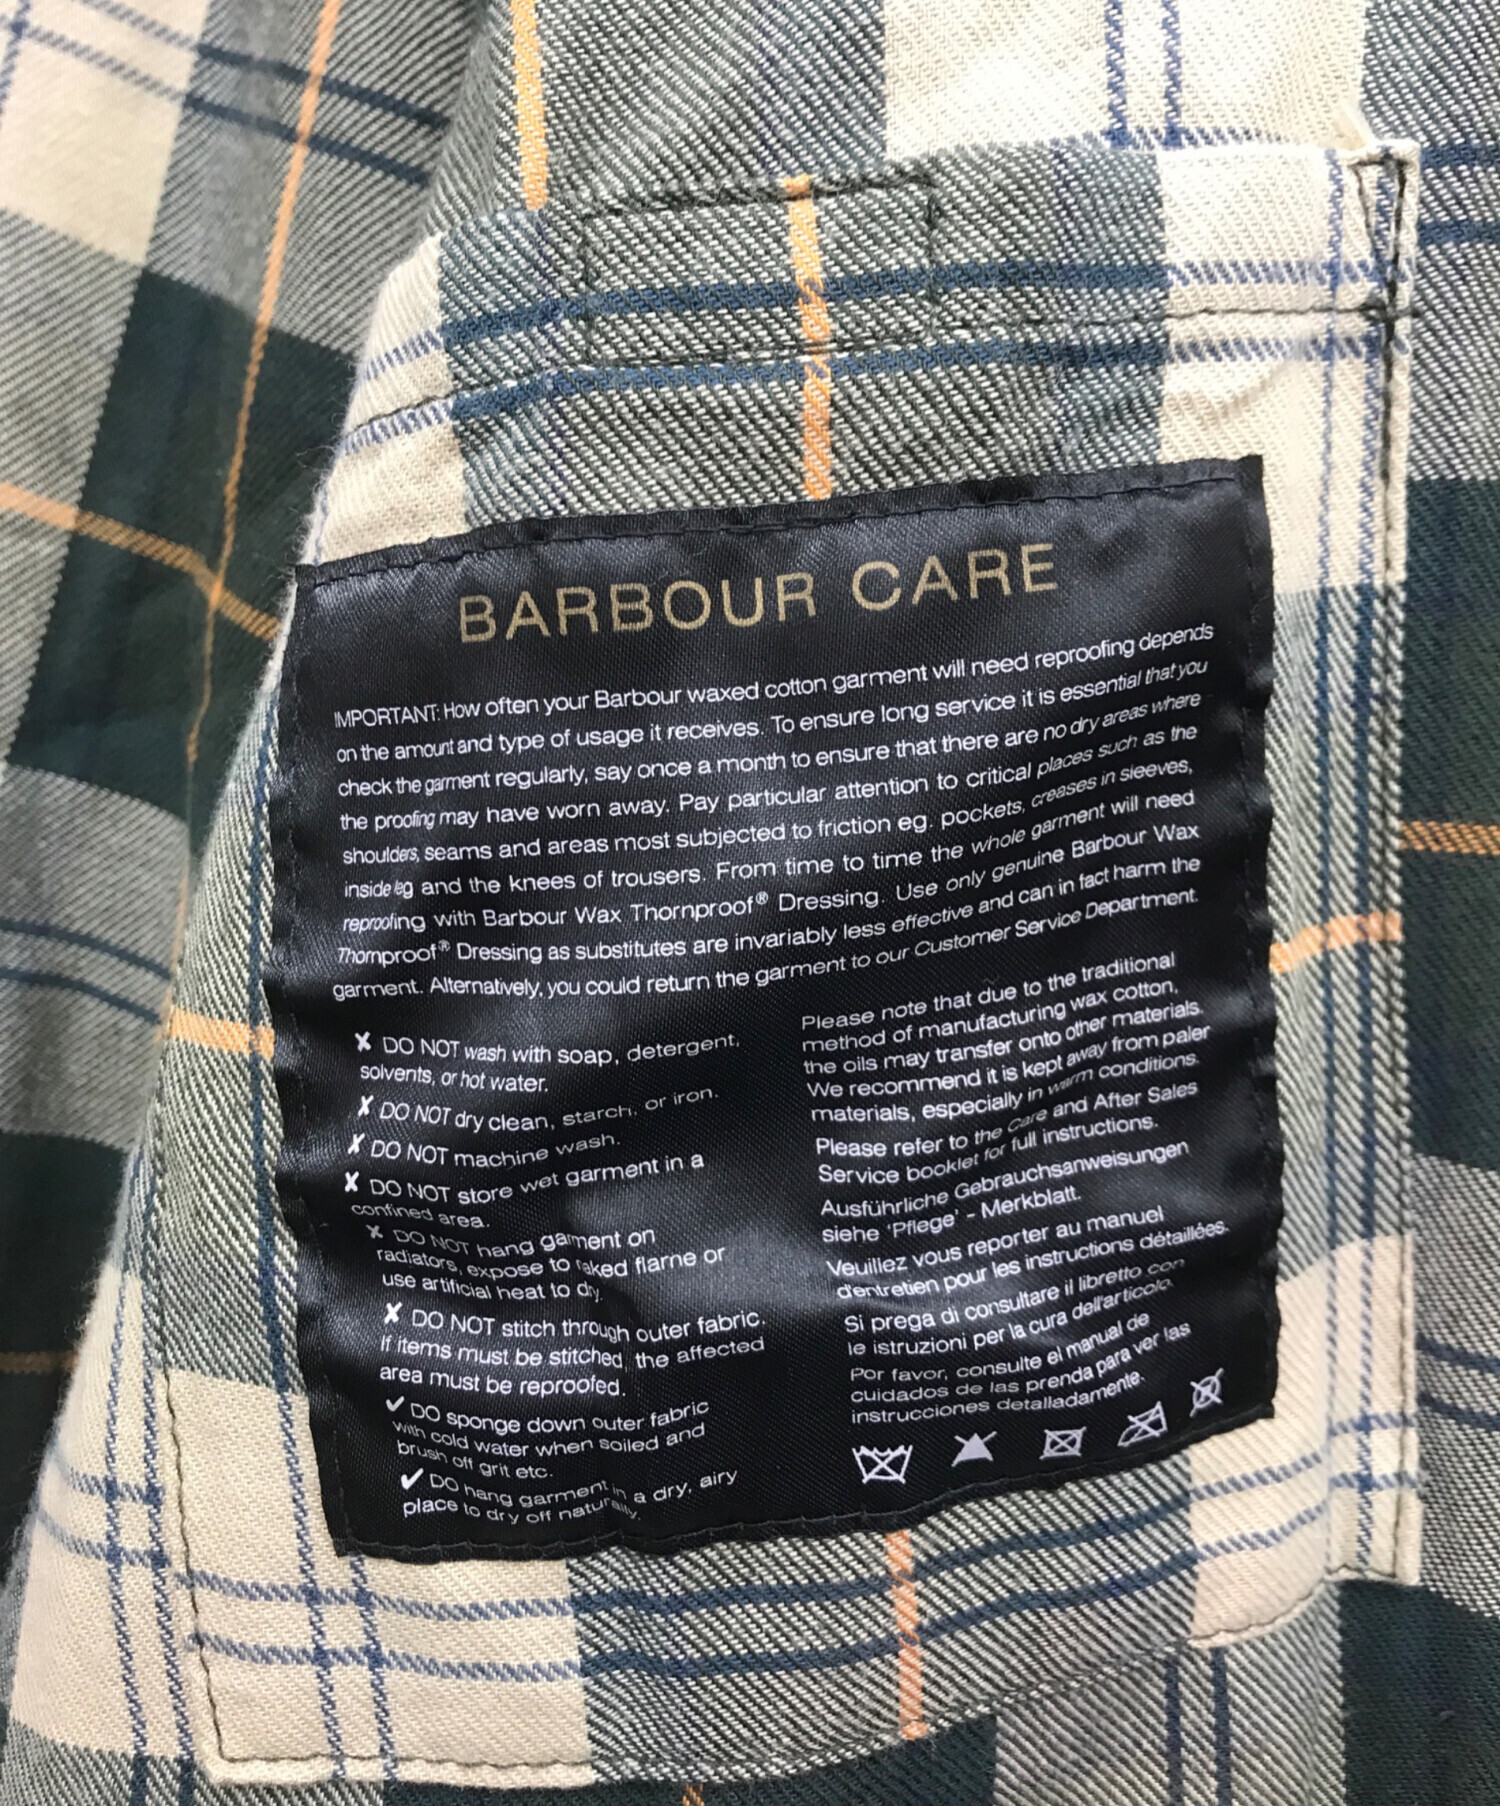 BARBOUR CARE
IMPORTANT: How often your Barbour waxed cotton garment will need reproofing depends
on the amount and type of usage it receives. To ensure long service it is essential that you
check the garment regularly, say once a month to ensure that there are no dry areas where
the proofing may have worn away. Pay particular attention to critical places such as the
shoulders, seams and areas most subjected to friction eg. pockets, creases in sleeves,
inside leg and the knees of trousers. From time to time the whole garment will need
reproofing with Barbour Wax Thornproof® Dressing. Use only genuine Barbour Wax
Thornproof® Dressing as substitutes are invariably less effective and can in fact harm the
garment. Alternatively, you could return the garment to our Customer Service Department.
✘ DO NOT wash with soap, detergent,
solvents, or hot water.
✘ DO NOT dry clean, starch, or iron.
✘ DO NOT machine wash.
✘ DO NOT store wet garment in a
confined area.
✘ DO NOT hang garment on
radiators, expose to naked flame or
use artificial heat to dry.
✘ DO NOT stitch through outer fabric.
If items must be stitched, the affected
area must be reproofed.
✔ DO sponge down outer fabric
with cold water when soiled and
brush off grit etc.
✔ DO hang garment in a dry, airy
place to dry off naturally.
Please note that due to the traditional
method of manufacturing wax cotton,
the oils may transfer onto other materials.
We recommend it is kept away from paler
materials, especially in warm conditions.
Please refer to the Care and After Sales
Service booklet for full instructions.
Ausführliche Gebrauchsanweisungen
siehe 'Pflege' - Merkblatt.
Veuillez vous reporter au manuel
d'entretien pour les instructions détaillées.
Si prega di consultare il libretto con
le istruzioni per la cura dell'articolo.
Por favor, consulte el manual de
cuidados de las prenda para ver las
instrucciones detalladamente.